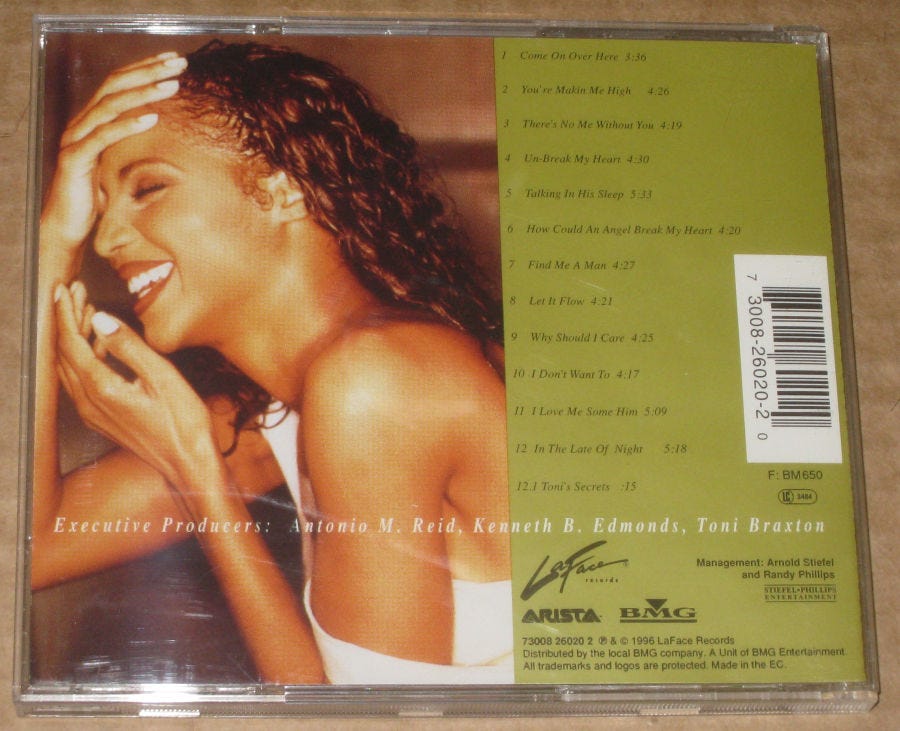 1 Come On Over Here 3:36
2 You're Makin Me High 4:26
3 There's No Me Without You 4:19
4 Un-Break My Heart 4:30
5 Talking In His Sleep 5:33
6 How Could An Angel Break My Heart 4:20
7 Find Me A Man 4:27
8 Let It Flow 4:21
9 Why Should I Care 4:25
10 I Don't Want To 4:17
11 I Love Me Some Him 5:09
12 In The Late Of Night 5:18
12.1 Toni's Secrets :15
7 3008-26020-2 0
F: BM650
LC 3484
Executive Producers: Antonio M. Reid, Kenneth B. Edmonds, Toni Braxton
LaFace
records
Management: Arnold Stiefel
and Randy Phillips
STIEFEL•PHILLIPS
ENTERTAINMENT
ARISTA BMG
73008 26020 2 ℗ & © 1996 LaFace Records
Distributed by the local BMG company. A Unit of BMG Entertainment.
All trademarks and logos are protected. Made in the EC.